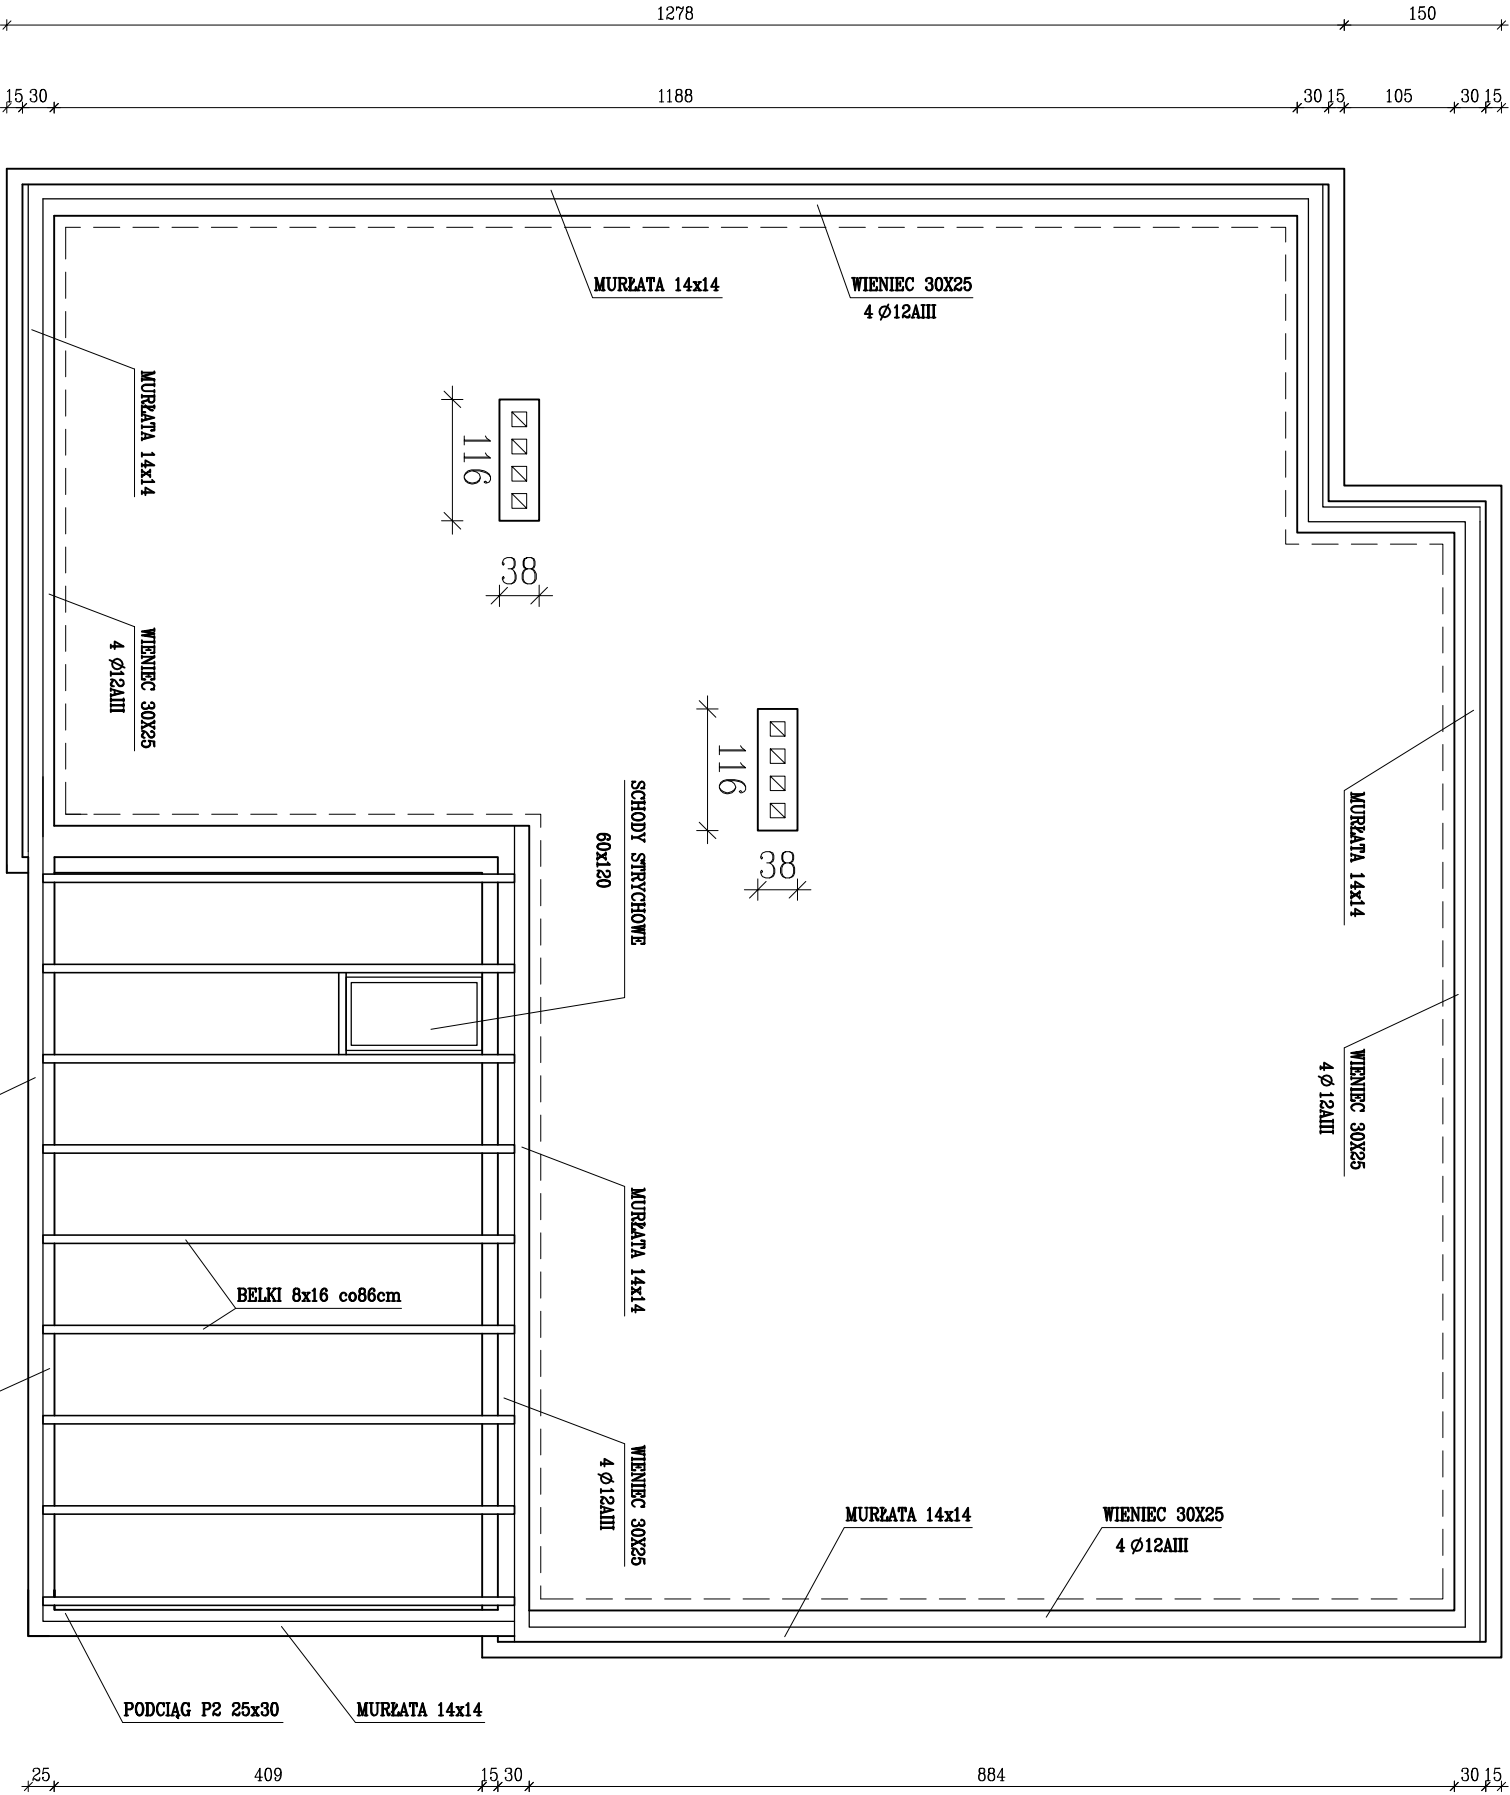 1278
150
15
30
1188
30
15
105
30
15
MURŁATA 14x14
WIENIEC 30X25
4 Ø12AIII
MURŁATA 14x14
116
38
WIENIEC 30X25
4 Ø12AIII
116
38
SCHODY STRYCHOWE
60x120
MURŁATA 14x14
WIENIEC 30X25
4 Ø12AIII
MURŁATA 14x14
BELKI 8x16 co86cm
WIENIEC 30X25
4 Ø12AIII
MURŁATA 14x14
WIENIEC 30X25
4 Ø12AIII
PODCIĄG P2 25x30
MURŁATA 14x14
25
409
15
30
884
30
15